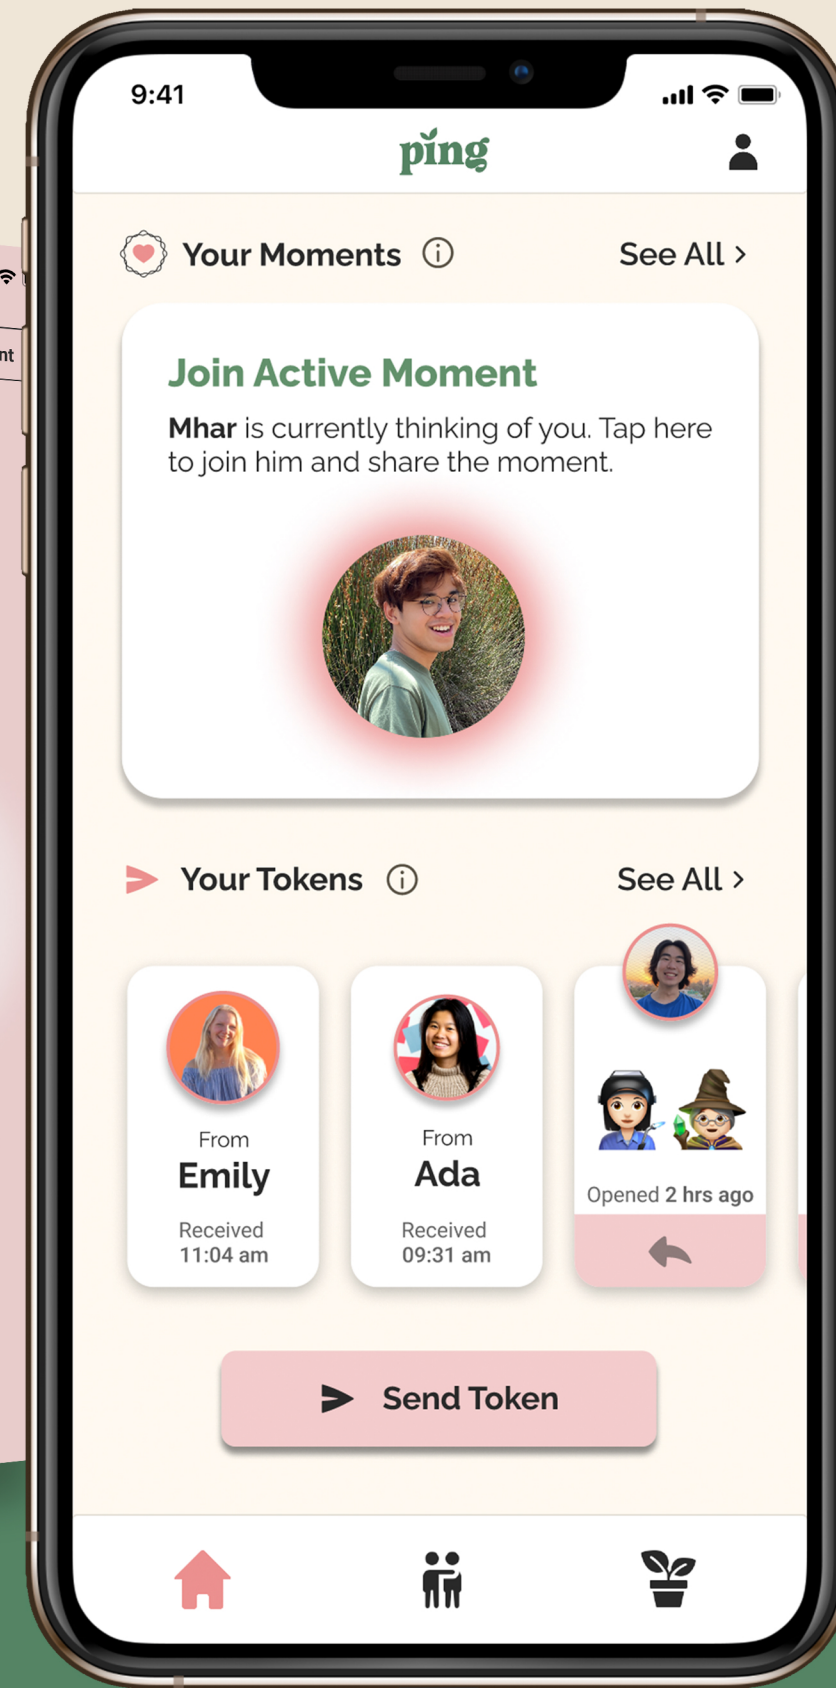 9:41
ping
nt
Your Moments
See All >
Join Active Moment
Mhar is currently thinking of you. Tap here
to join him and share the moment.
Your Tokens
See All >
From
Emily
Received
11:04 am
From
Ada
Received
09:31 am
Opened 2 hrs ago
Send Token